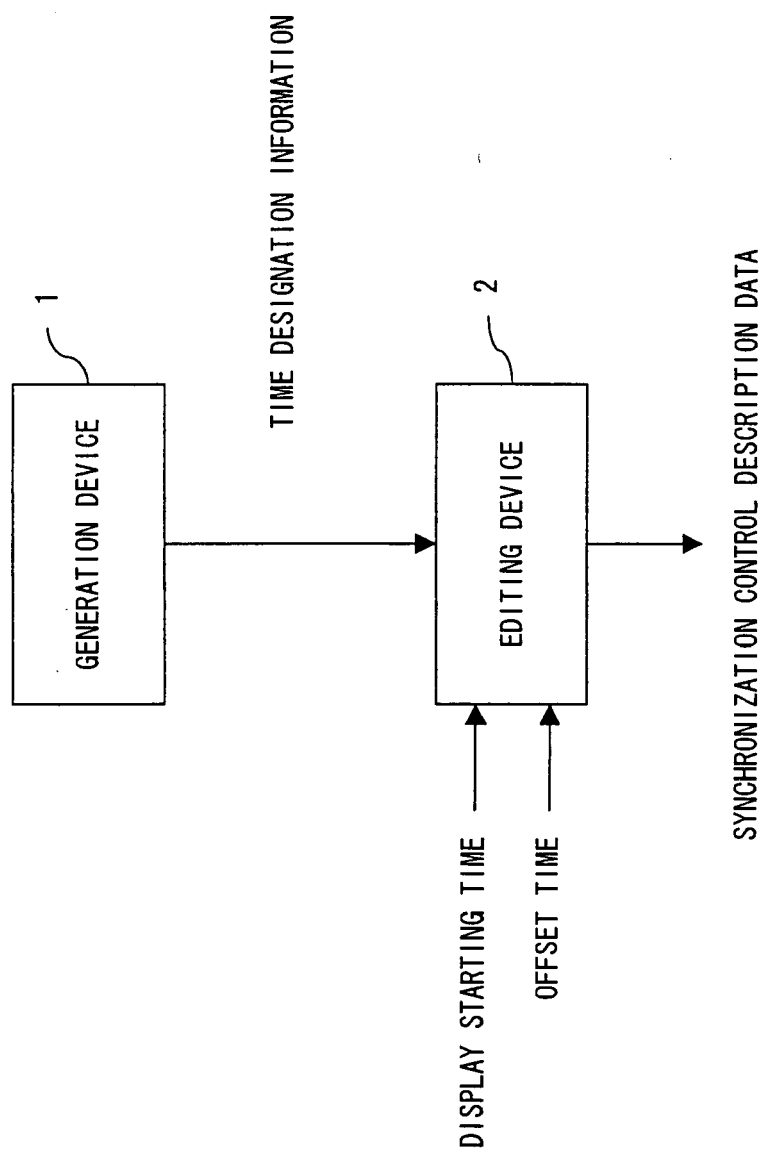 GENERATION DEVICE
1
TIME DESIGNATION INFORMATION
DISPLAY STARTING TIME
OFFSET TIME
EDITING DEVICE
2
SYNCHRONIZATION CONTROL DESCRIPTION DATA